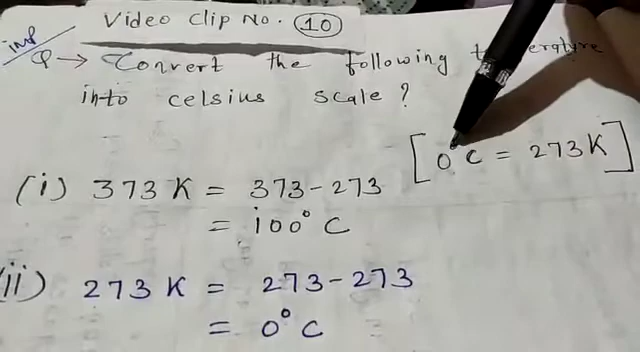 Video Clip No. 10
imp
Q → Convert the following
into celsius scale ?
[0°C = 273K]
(i) 373 K = 373-273
= 100° C
(ii) 273 K = 273-273
= 0° C